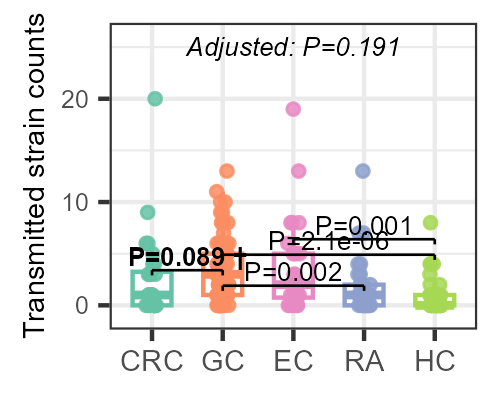 Transmitted strain counts
Adjusted: P=0.191
20
10
0
P=0.001
P=2.1e-06
P=0.089 †
P=0.002
CRC GC EC RA HC